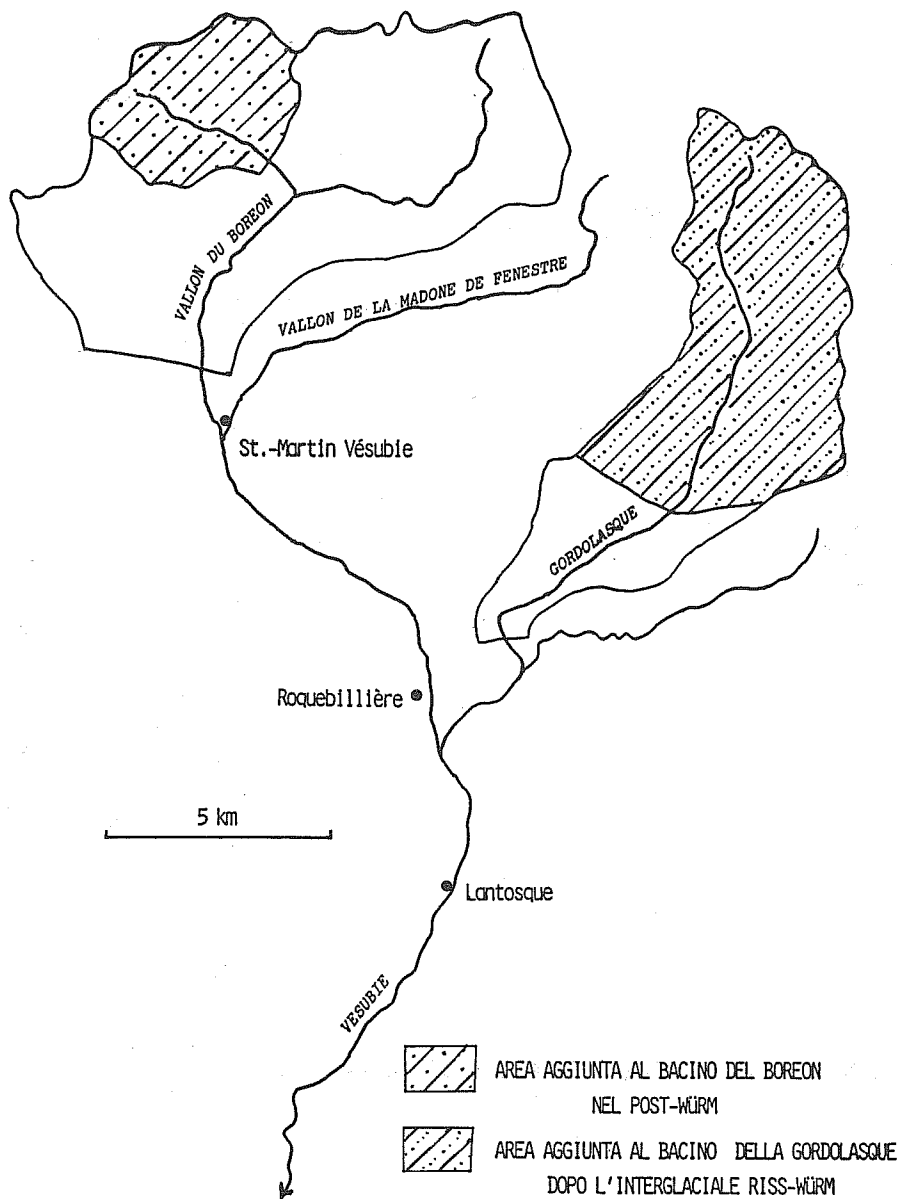 VALLON DU BOREON
VALLON DE LA MADONE DE FENESTRE
St.-Martin Vésubie
GORDOLASQUE
Roquebillière
5 km
Lantosque
VESUBIE
AREA AGGIUNTA AL BACINO DEL BOREON
NEL POST-WÜRM
AREA AGGIUNTA AL BACINO DELLA GORDOLASQUE
DOPO L'INTERGLACIALE RISS-WÜRM